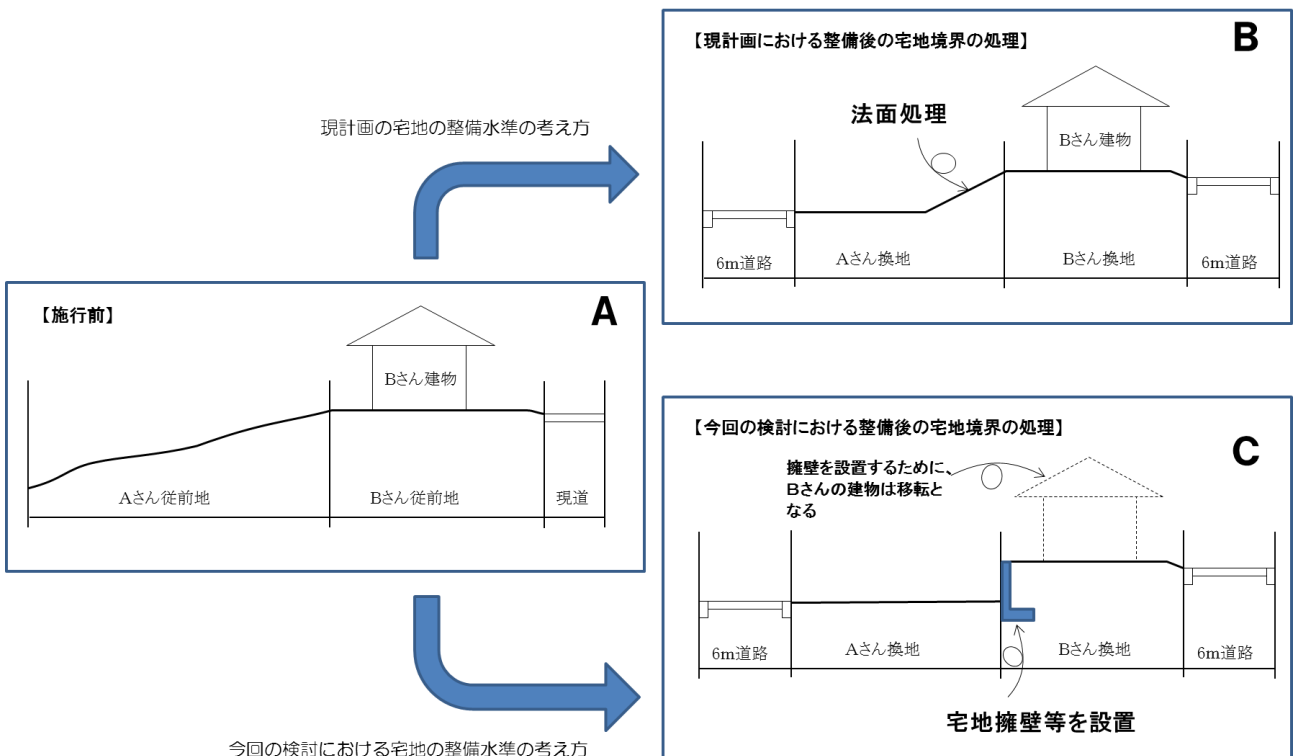 現計画の宅地の整備水準の考え方
【施行前】
A
Bさん建物
Aさん従前地
Bさん従前地
現道
今回の検討における宅地の整備水準の考え方
【現計画における整備後の宅地境界の処理】
B
法面処理
Bさん建物
6m道路
Aさん換地
Bさん換地
6m道路
【今回の検討における整備後の宅地境界の処理】
C
擁壁を設置するために、
Bさんの建物は移転と
なる
6m道路
Aさん換地
Bさん換地
6m道路
宅地擁壁等を設置